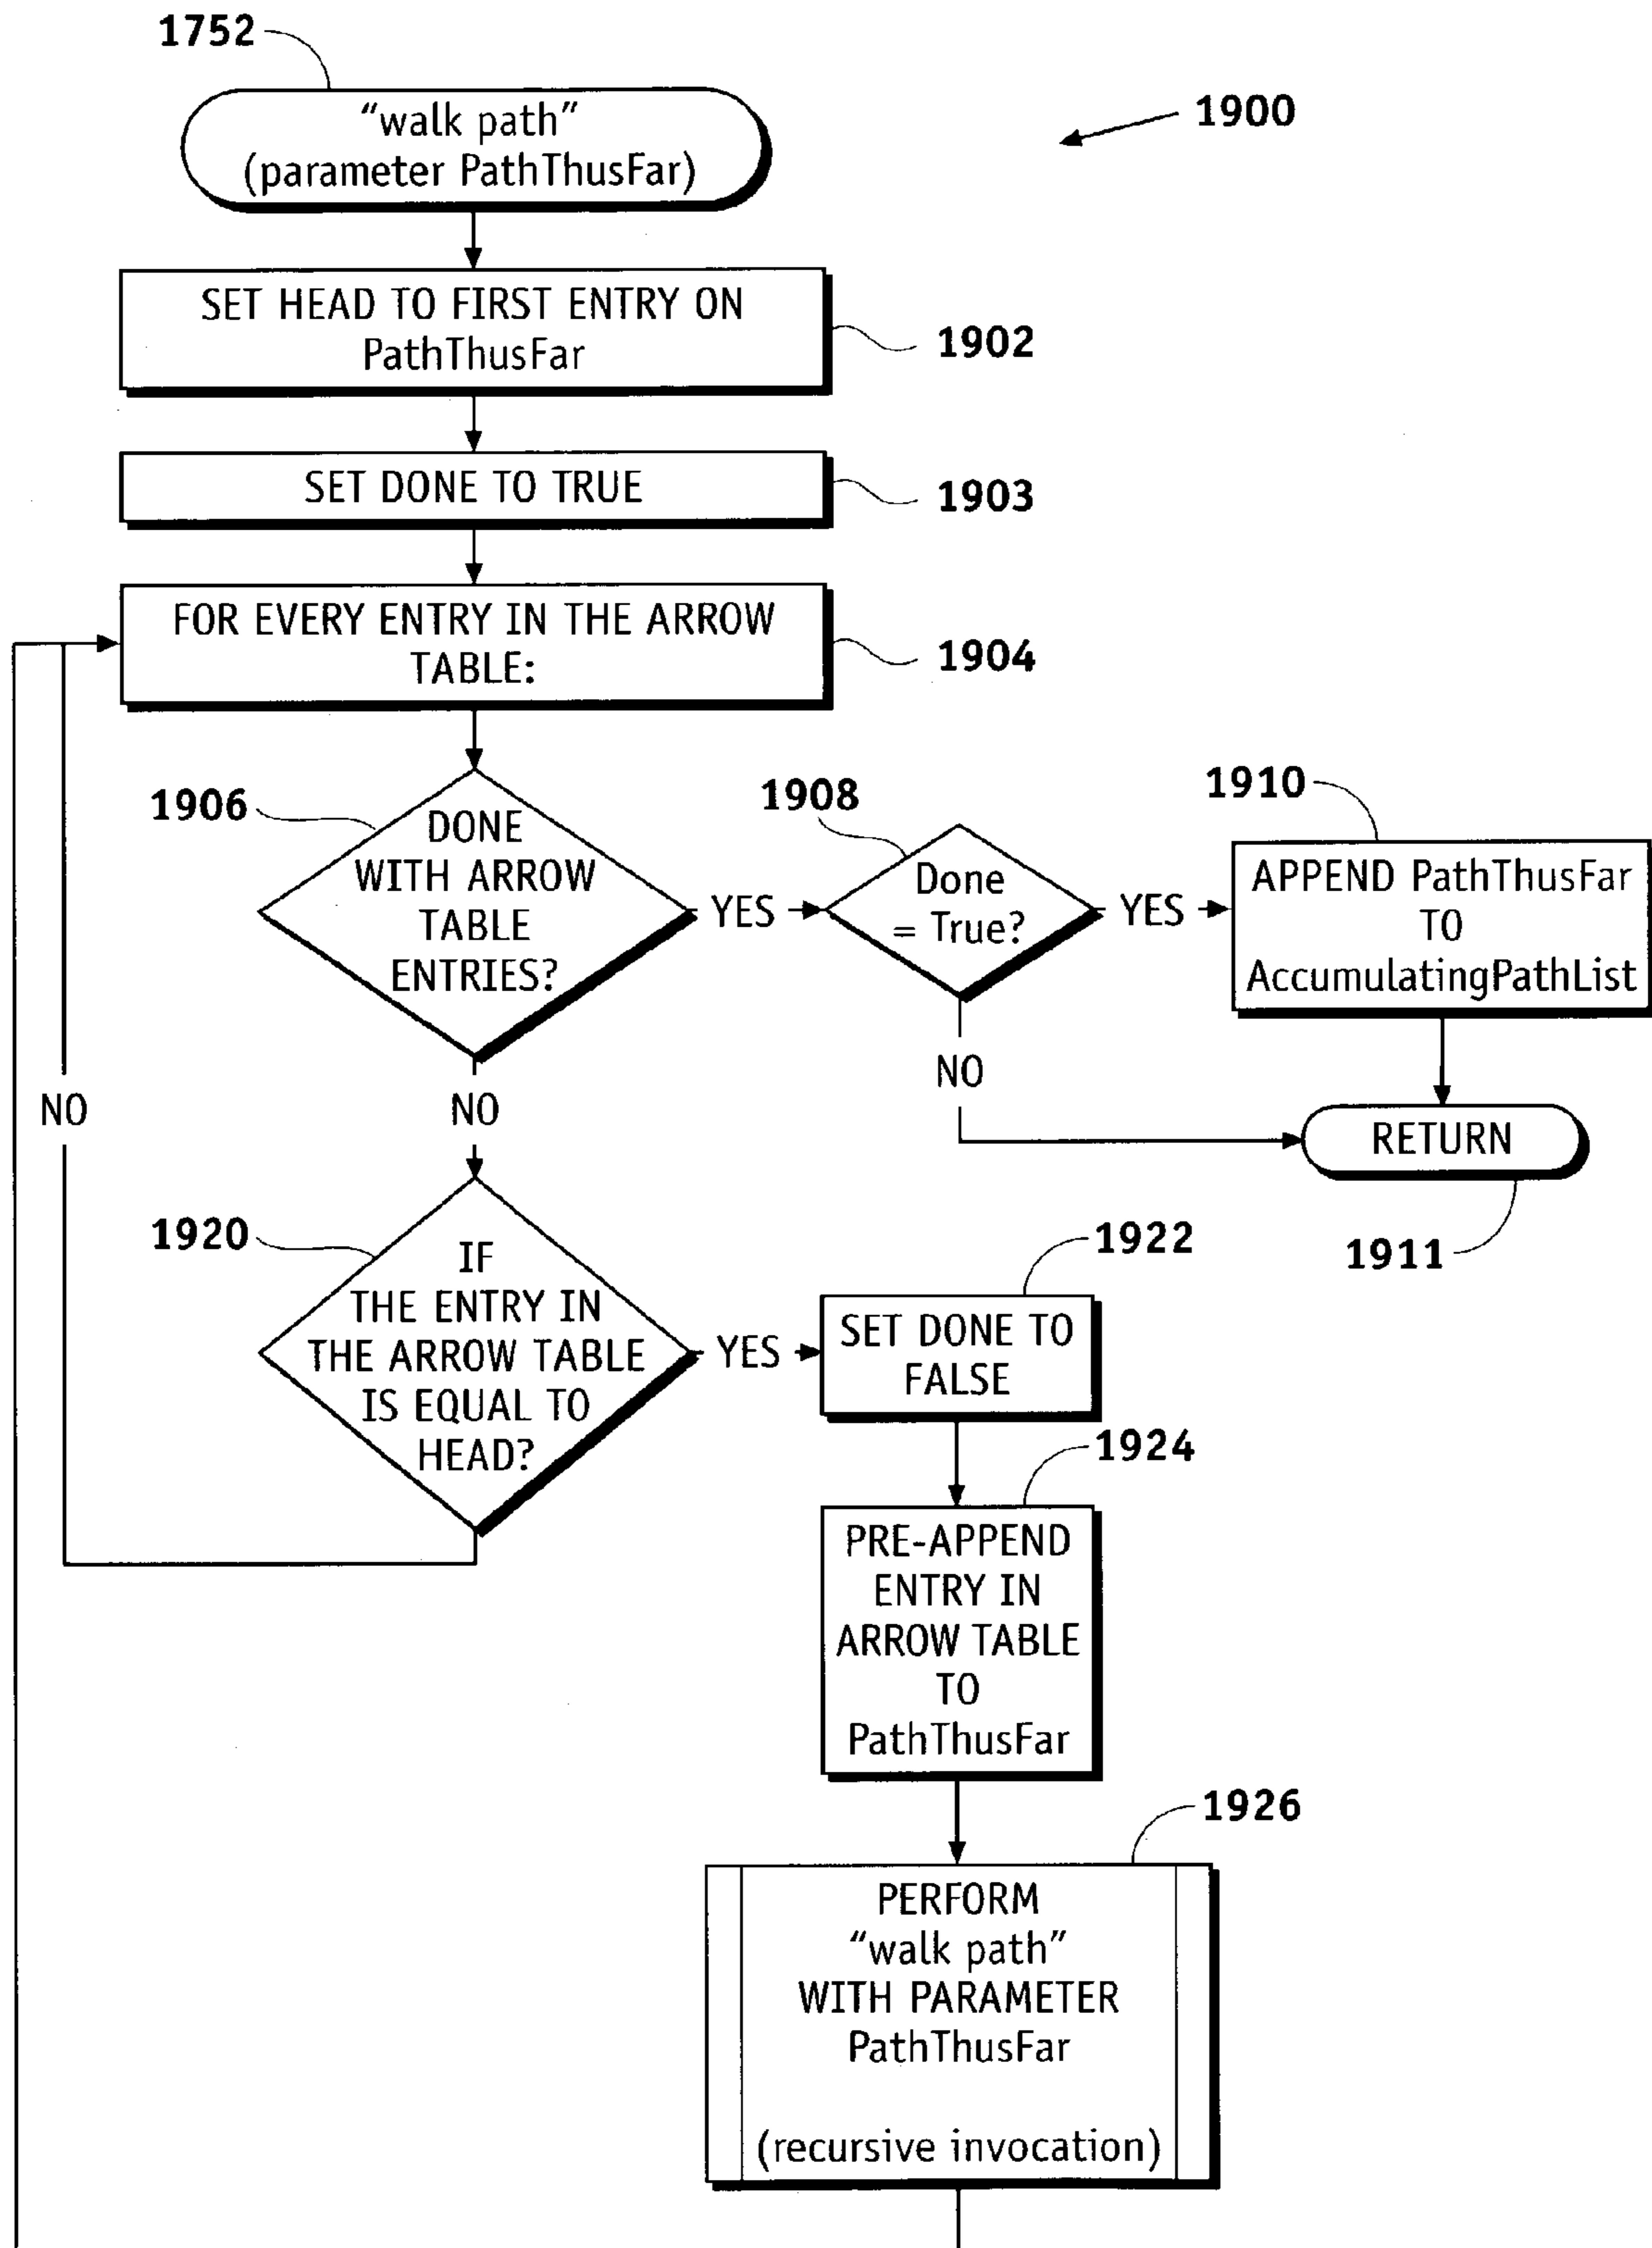 1752
“walk path”
(parameter PathThusFar)
1900
SET HEAD TO FIRST ENTRY ON
PathThusFar
1902
SET DONE TO TRUE
1903
FOR EVERY ENTRY IN THE ARROW
TABLE:
1904
1906
DONE
WITH ARROW
TABLE
ENTRIES?
YES
1908
Done
= True?
YES
1910
APPEND PathThusFar
TO
AccumulatingPathList
NO
NO
NO
RETURN
1911
1920
IF
THE ENTRY IN
THE ARROW TABLE
IS EQUAL TO
HEAD?
YES
1922
SET DONE TO
FALSE
1924
PRE-APPEND
ENTRY IN
ARROW TABLE
TO
PathThusFar
1926
PERFORM
“walk path”
WITH PARAMETER
PathThusFar
(recursive invocation)